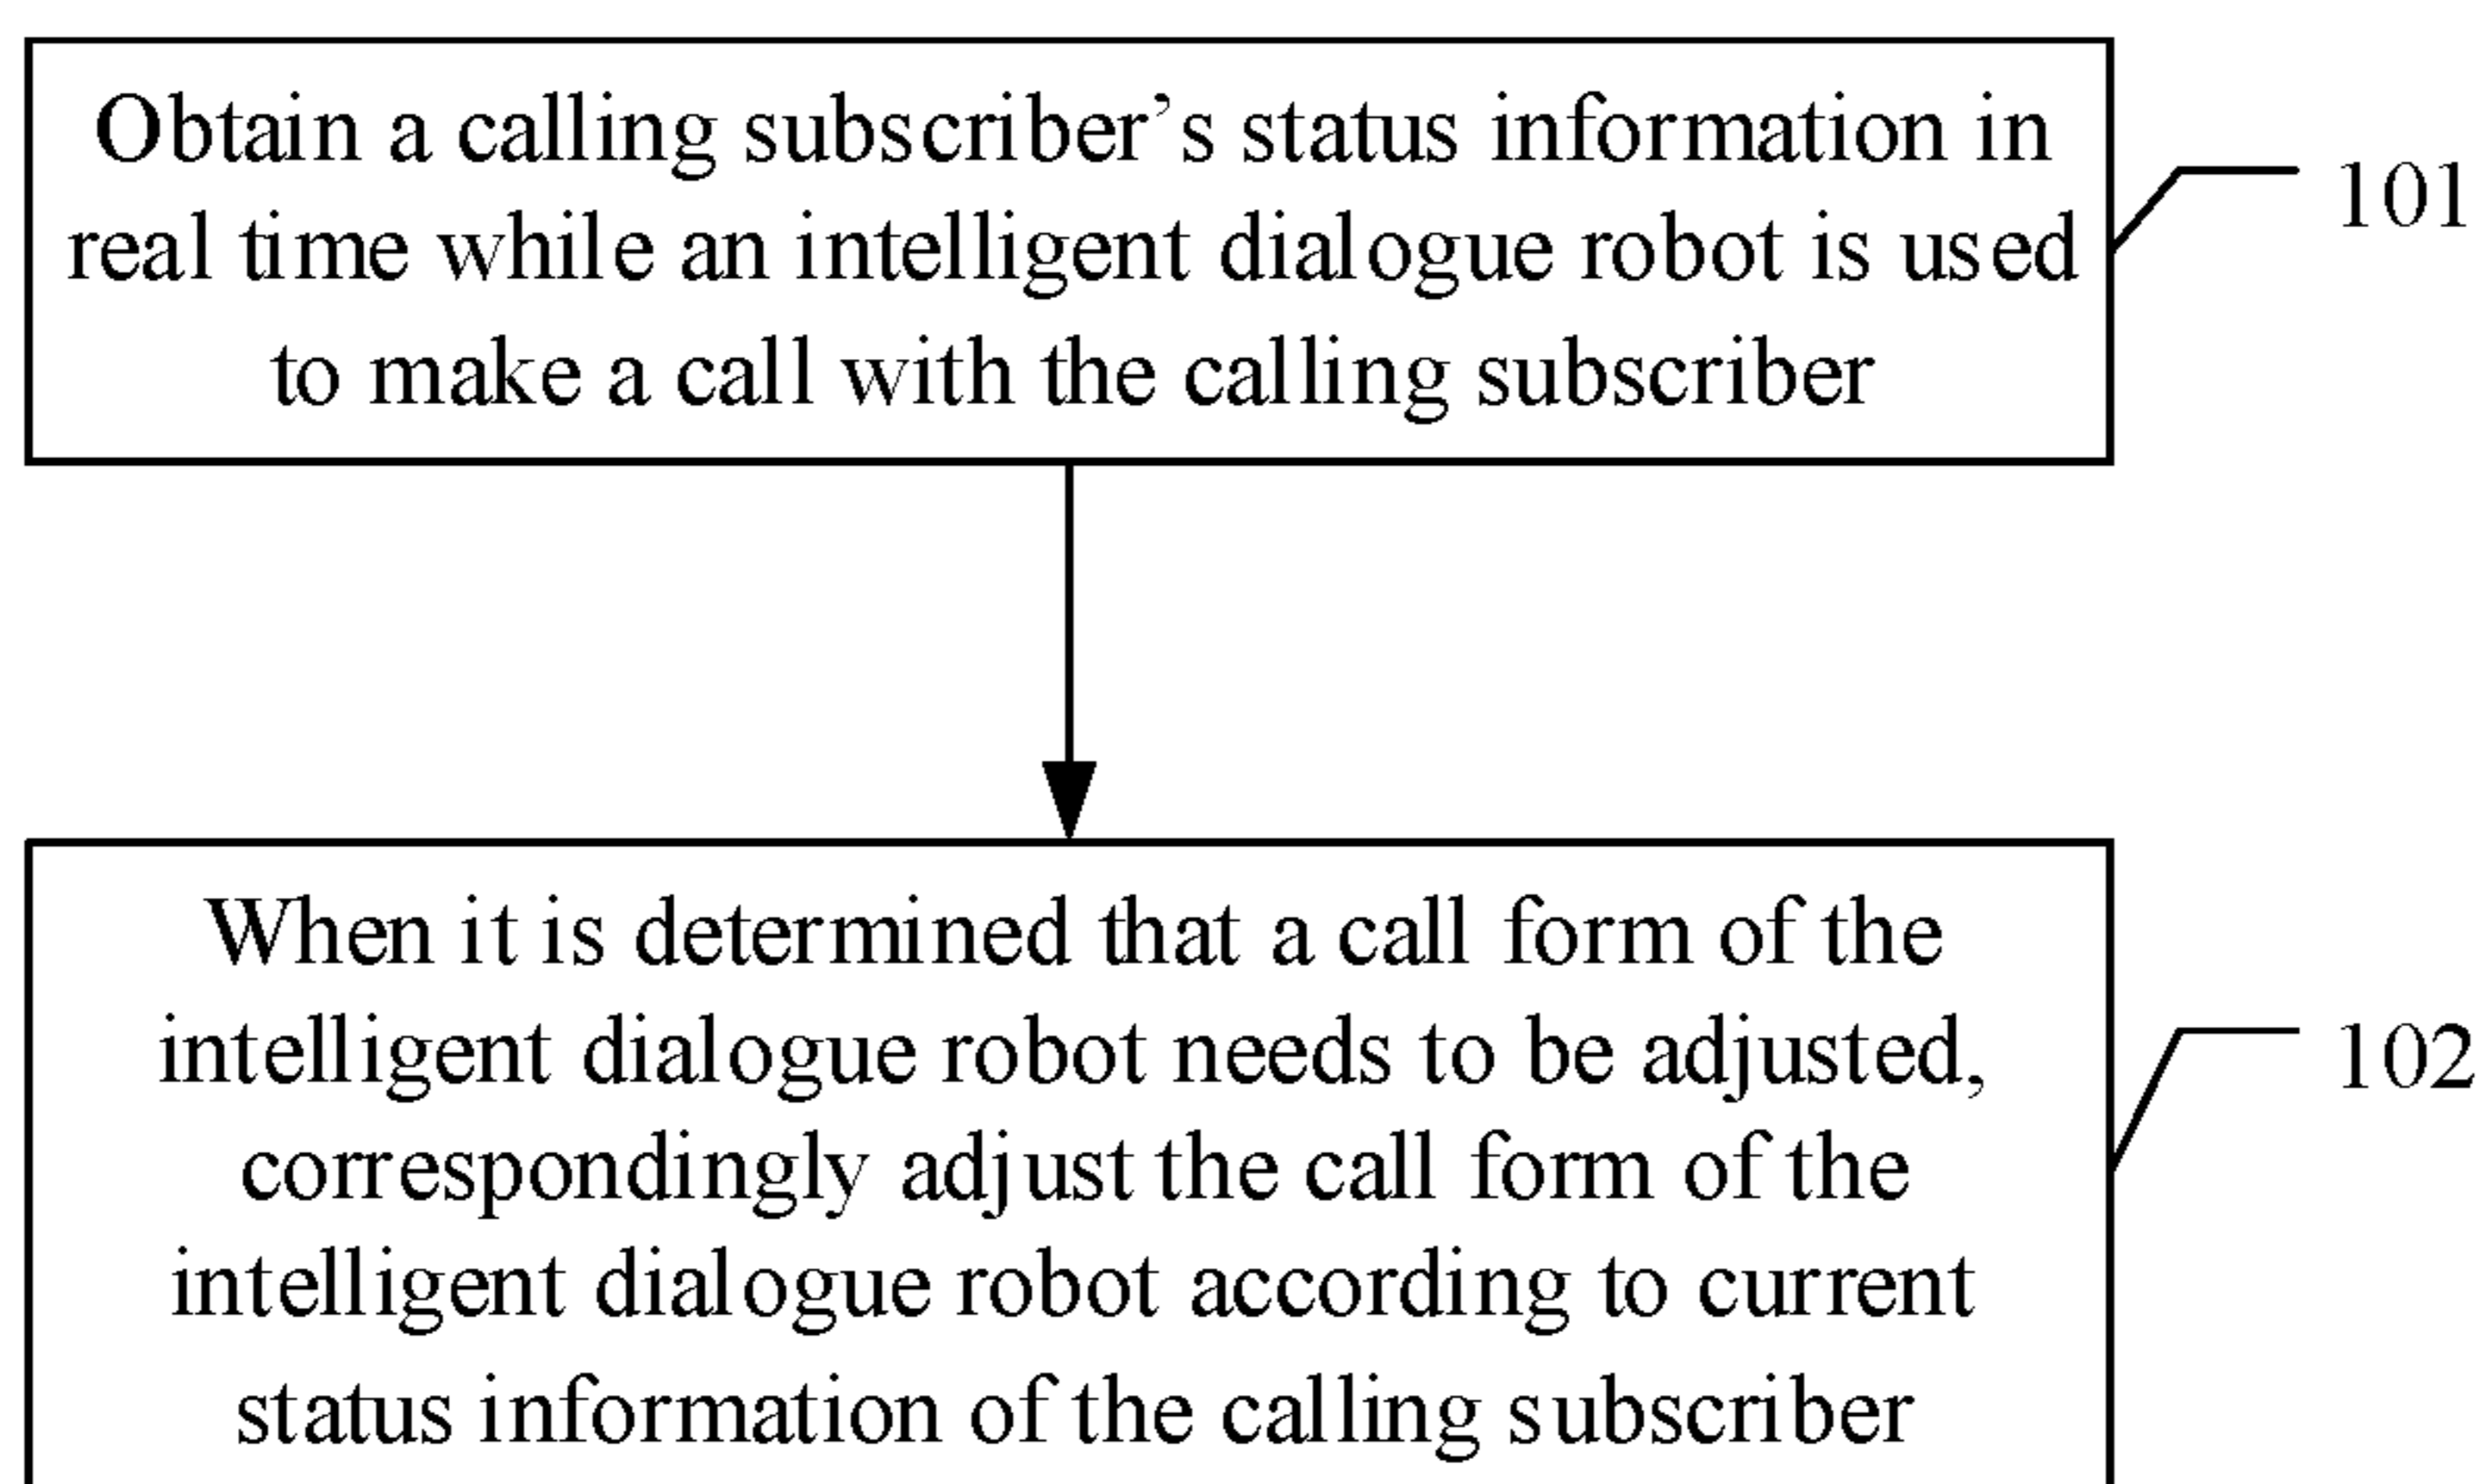 Obtain a calling subscriber’s status information in
real time while an intelligent dialogue robot is used
to make a call with the calling subscriber
101
When it is determined that a call form of the
intelligent dialogue robot needs to be adjusted,
correspondingly adjust the call form of the
intelligent dialogue robot according to current
status information of the calling subscriber
102